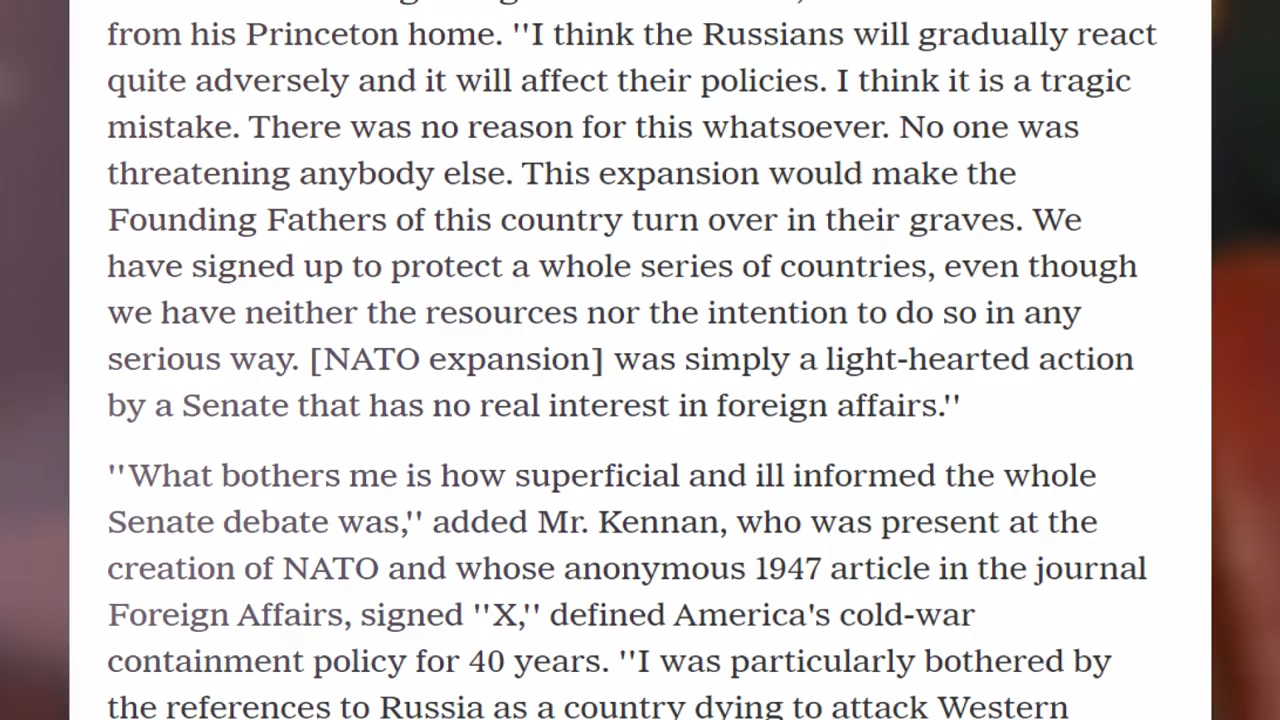 from his Princeton home. ''I think the Russians will gradually react
quite adversely and it will affect their policies. I think it is a tragic
mistake. There was no reason for this whatsoever. No one was
threatening anybody else. This expansion would make the
Founding Fathers of this country turn over in their graves. We
have signed up to protect a whole series of countries, even though
we have neither the resources nor the intention to do so in any
serious way. [NATO expansion] was simply a light-hearted action
by a Senate that has no real interest in foreign affairs.''
''What bothers me is how superficial and ill informed the whole
Senate debate was,'' added Mr. Kennan, who was present at the
creation of NATO and whose anonymous 1947 article in the journal
Foreign Affairs, signed ''X,'' defined America's cold-war
containment policy for 40 years. ''I was particularly bothered by
the references to Russia as a country dying to attack Western